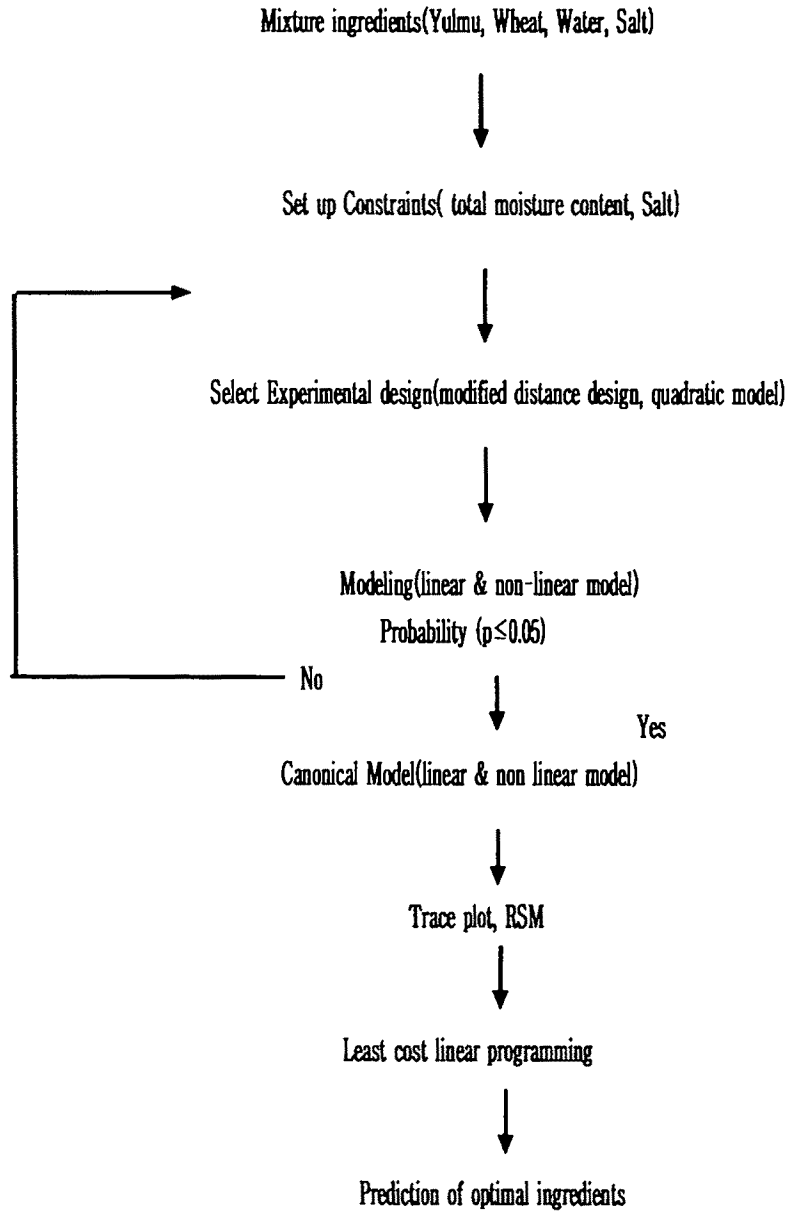 Mixture ingredients(Yulmu, Wheat, Water, Salt)
Set up Constraints( total moisture content, Salt)
Select Experimental design(modified distance design, quadratic model)
Modeling(linear & non-linear model)
Probability (p≤0.05)
No
Yes
Canonical Model(linear & non linear model)
Trace plot, RSM
Least cost linear programming
Prediction of optimal ingredients